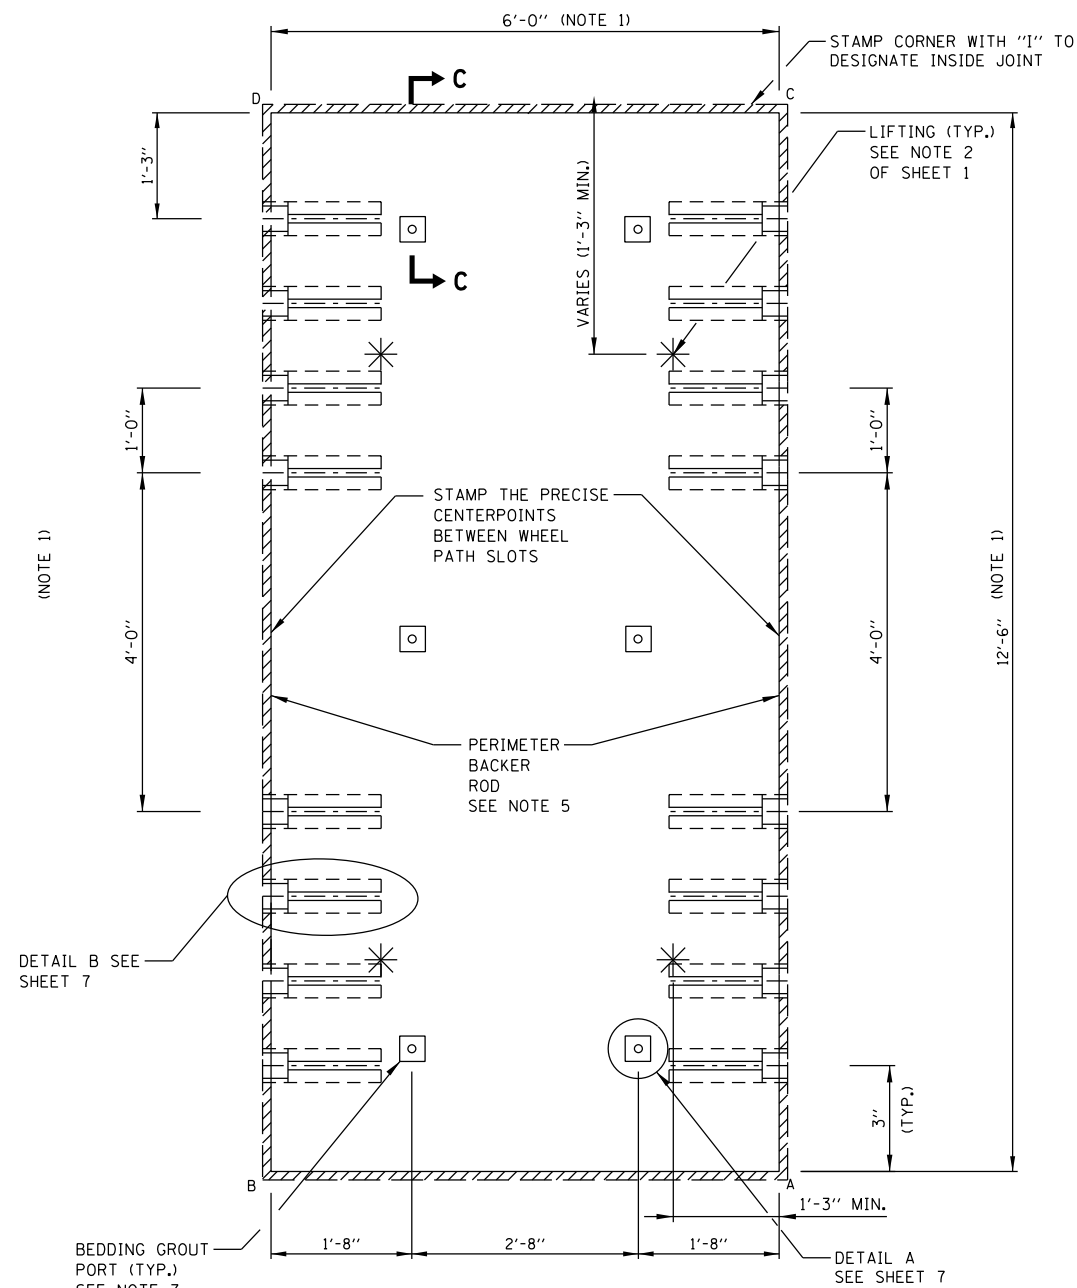 6'-0" (NOTE 1)
STAMP CORNER WITH "I" TO
DESIGNATE INSIDE JOINT
D
C
C
1'-3"
VARIES (1'-3" MIN.)
LIFTING (TYP.)
SEE NOTE 2
OF SHEET 1
C
1'-0"
1'-0"
STAMP THE PRECISE
CENTERPOINTS
BETWEEN WHEEL
PATH SLOTS
(NOTE 1)
4'-0"
4'-0"
12'-6" (NOTE 1)
PERIMETER
BACKER
ROD
SEE NOTE 5
DETAIL B SEE
SHEET 7
3"
(TYP.)
B
A
1'-3" MIN.
1'-8"
2'-8"
1'-8"
BEDDING GROUT
PORT (TYP.)
SEE NOTE
DETAIL A
SEE SHEET 7